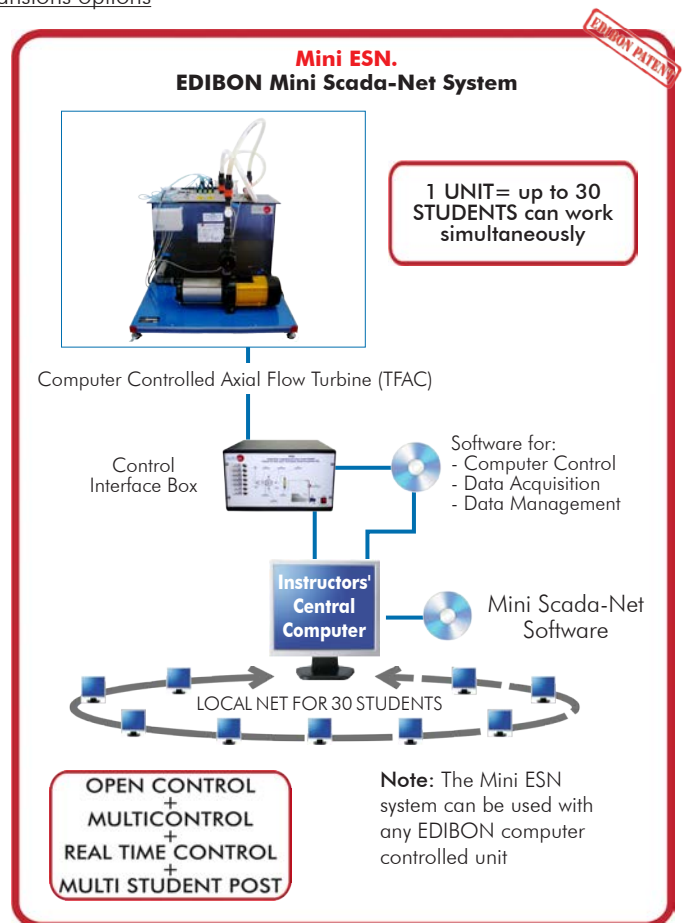 EDIBON PATENT
Mini ESN.
EDIBON Mini Scada-Net System
1 UNIT= up to 30
STUDENTS can work
simultaneously
Computer Controlled Axial Flow Turbine (TFAC)
Control
Interface Box
Software for:
- Computer Control
- Data Acquisition
- Data Management
Instructors'
Central
Computer
Mini Scada-Net
Software
LOCAL NET FOR 30 STUDENTS
OPEN CONTROL
+
MULTICONTROL
+
REAL TIME CONTROL
+
MULTI STUDENT POST
Note: The Mini ESN
system can be used with
any EDIBON computer
controlled unit